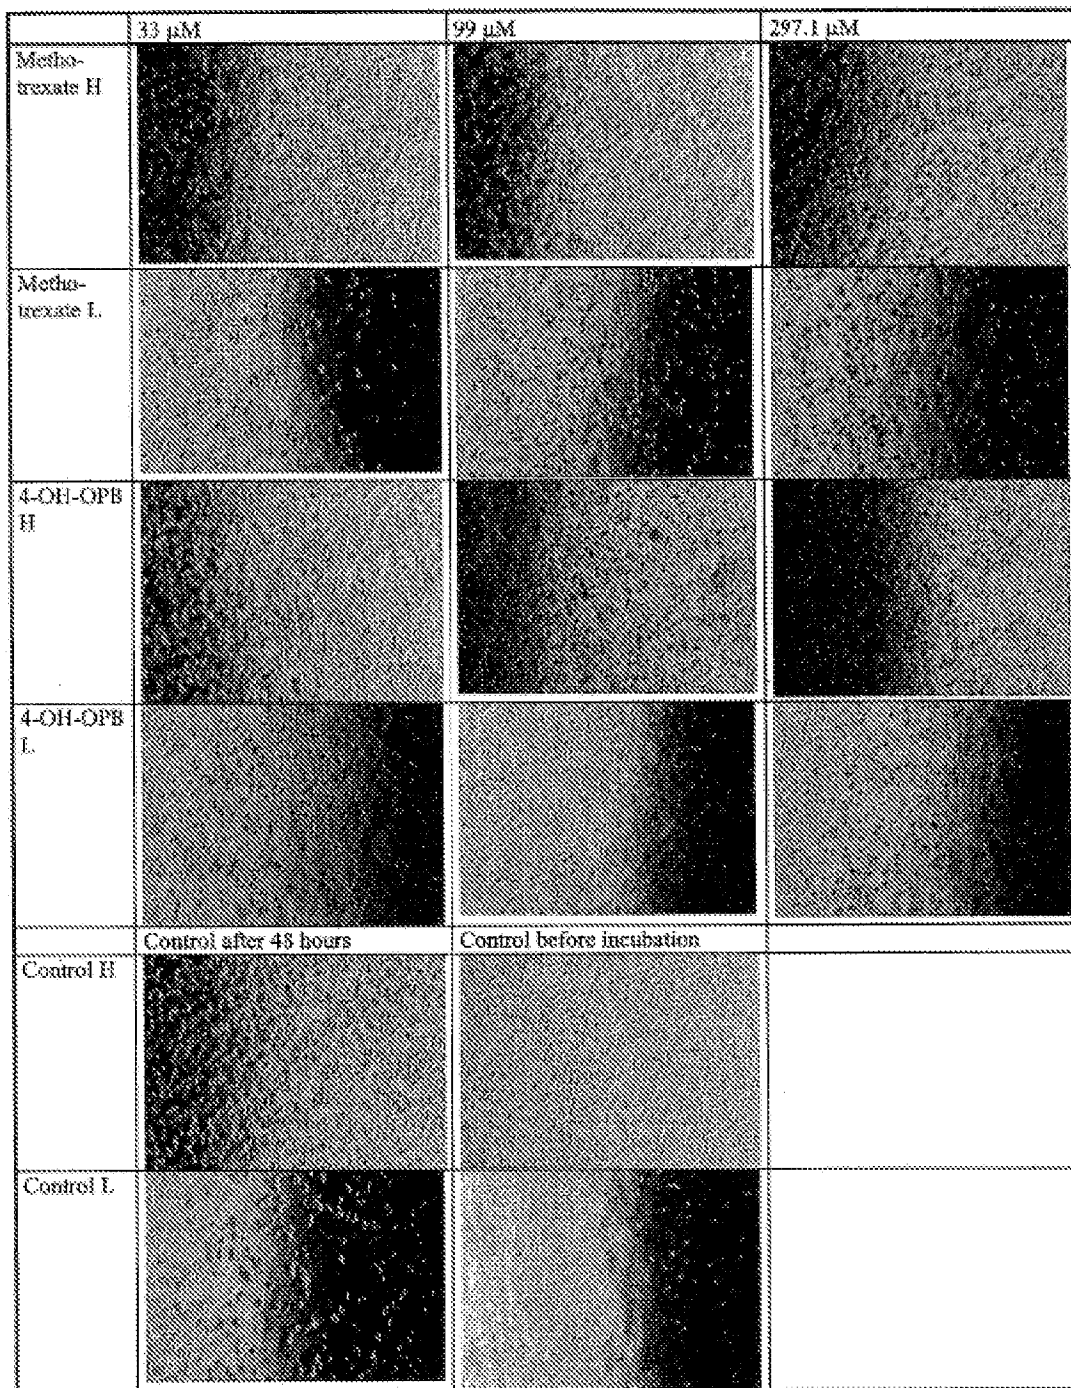 33 µM
99 µM
297.1 µM
Metho-
trexate H
Metho-
trexate L
4-OH-OPB
H
4-OH-OPB
L
Control after 48 hours
Control before incubation
Control H
Control L